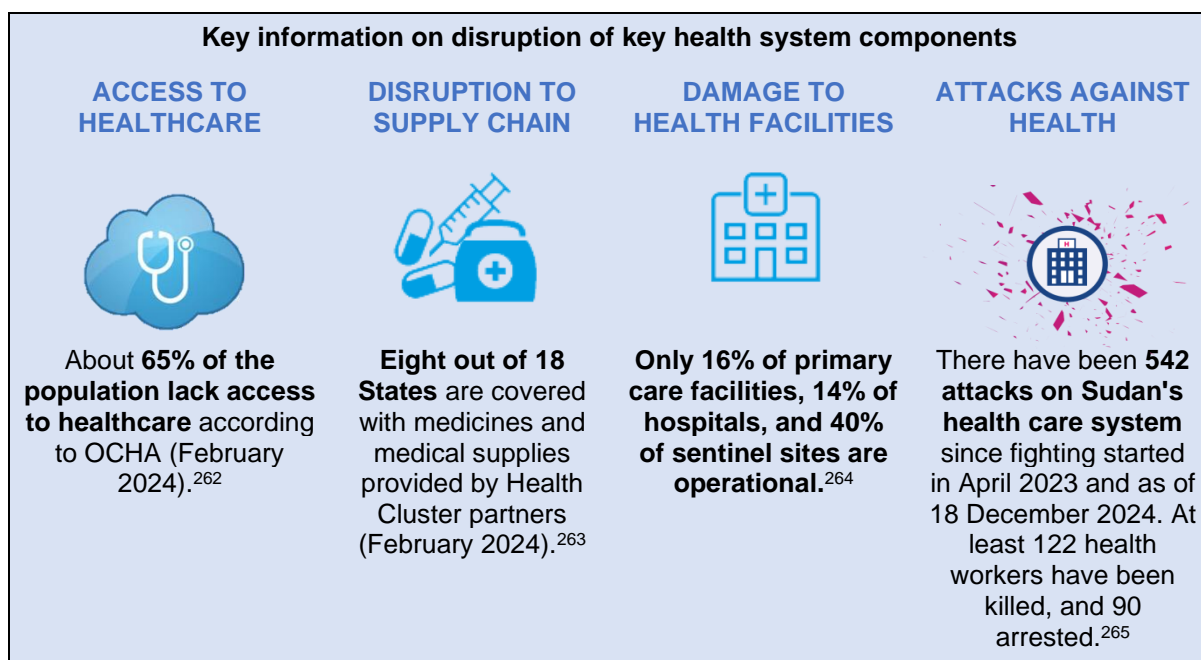 Key information on disruption of key health system components
ACCESS TO
HEALTHCARE
About 65% of the
population lack access
to healthcare according
to OCHA (February
2024).262
DISRUPTION TO
SUPPLY CHAIN
Eight out of 18
States are covered
with medicines and
medical supplies
provided by Health
Cluster partners
(February 2024).263
DAMAGE TO
HEALTH FACILITIES
Only 16% of primary
care facilities, 14% of
hospitals, and 40%
of sentinel sites are
operational.264
ATTACKS AGAINST
HEALTH
H
There have been 542
attacks on Sudan's
health care system
since fighting started
in April 2023 and as of
18 December 2024. At
least 122 health
workers have been
killed, and 90
arrested.265